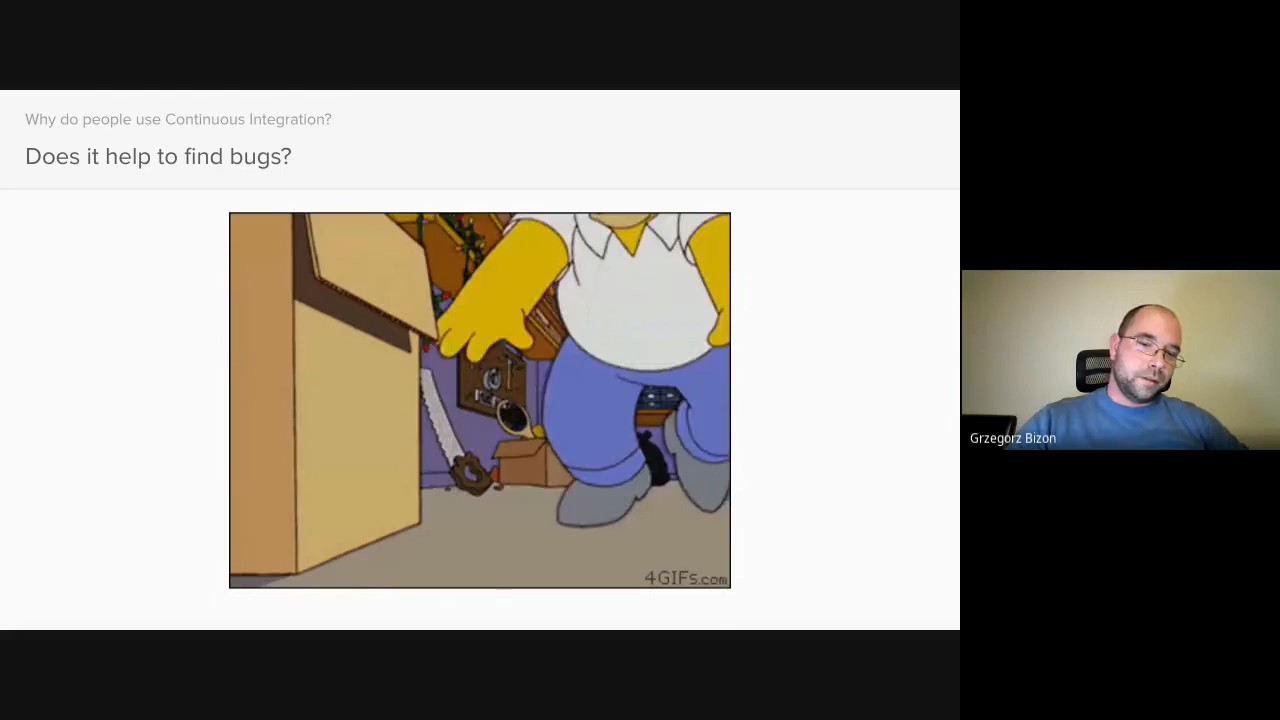 Why do people use Continuous Integration?
Does it help to find bugs?
4GIFs.com
Grzegorz Bizon